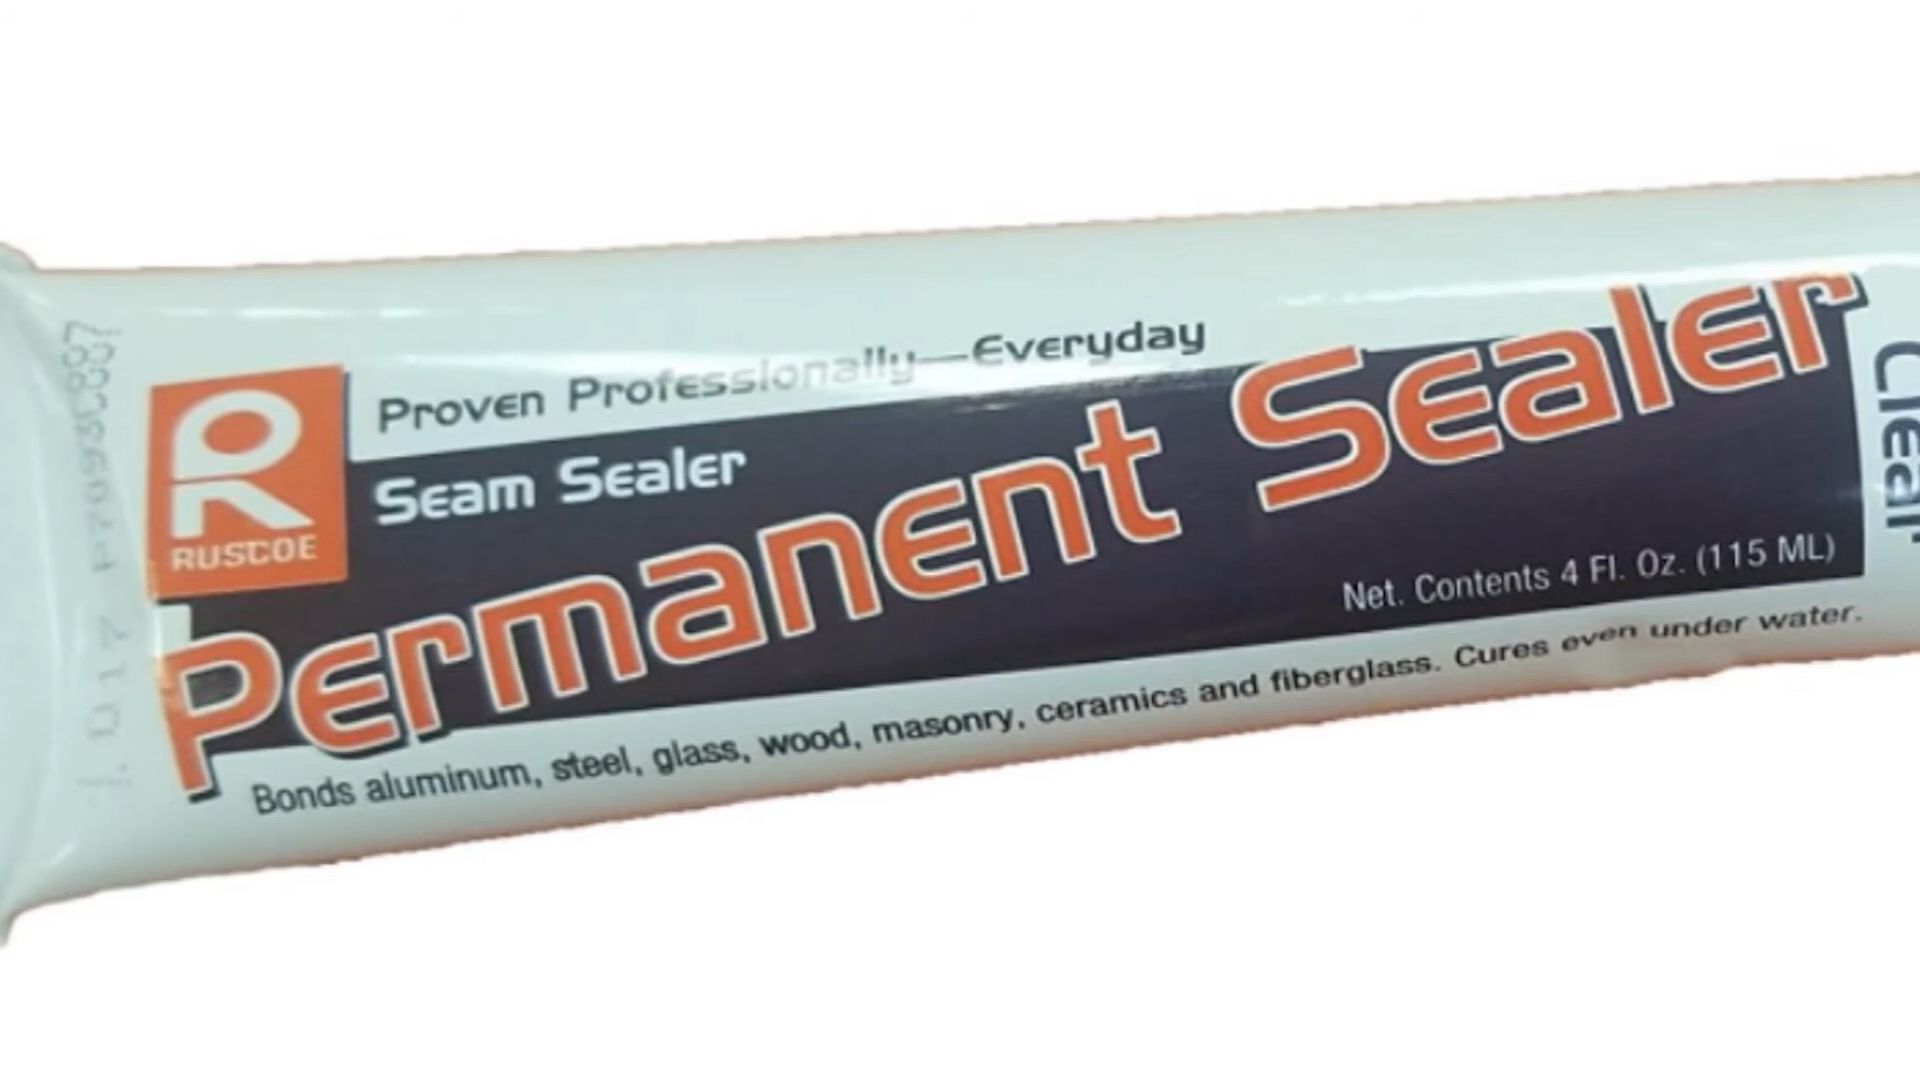 RUSCOE
Proven Professionally—Everyday
Seam Sealer
Permanent Sealer
Net. Contents 4 Fl. Oz. (115 ML)
Bonds aluminum, steel, glass, wood, masonry, ceramics and fiberglass. Cures even under water.
Clear